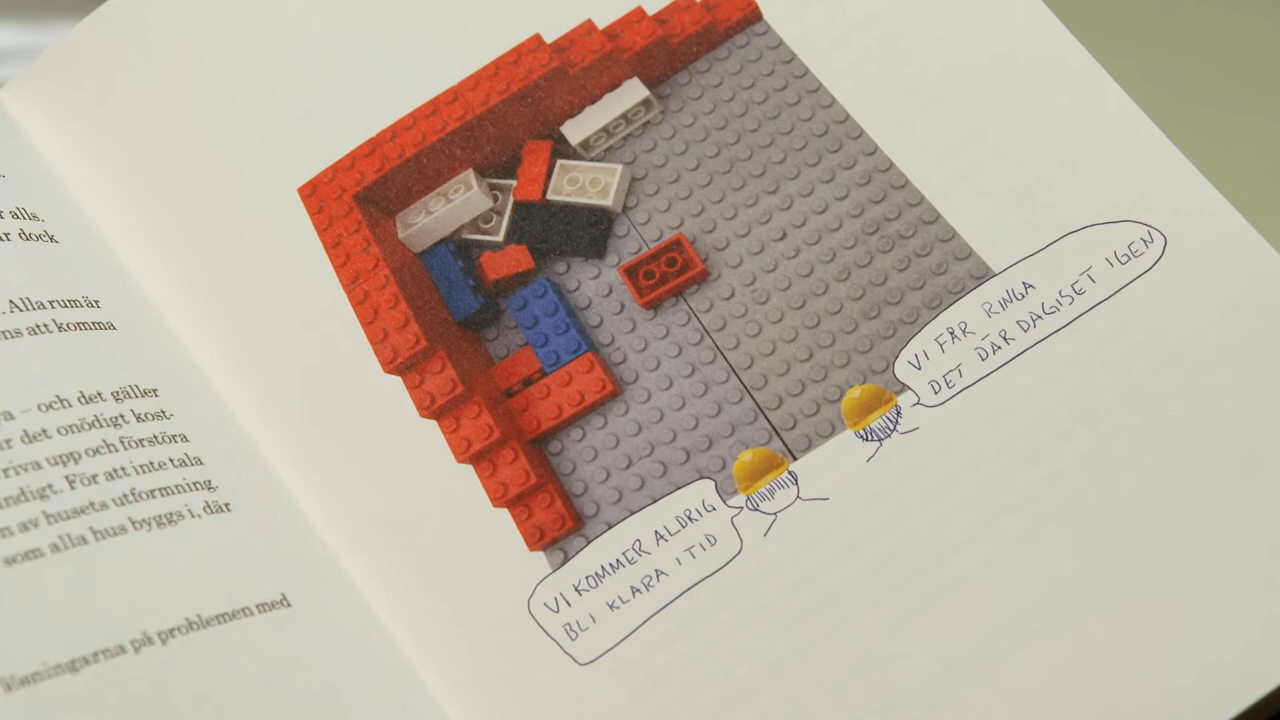 r alls.
r dock
. Alla rum är
ns att komma
a – och det gäller
r det onödigt kost-
riva upp och förstöra
ndigt. För att inte tala
n av husets utformning.
som alla hus byggs i, där
lösningarna på problemen med
VI FÅR RINGA
DET DÄR DAGISET IGEN
VI KOMMER ALDRIG
BLI KLARA I TID